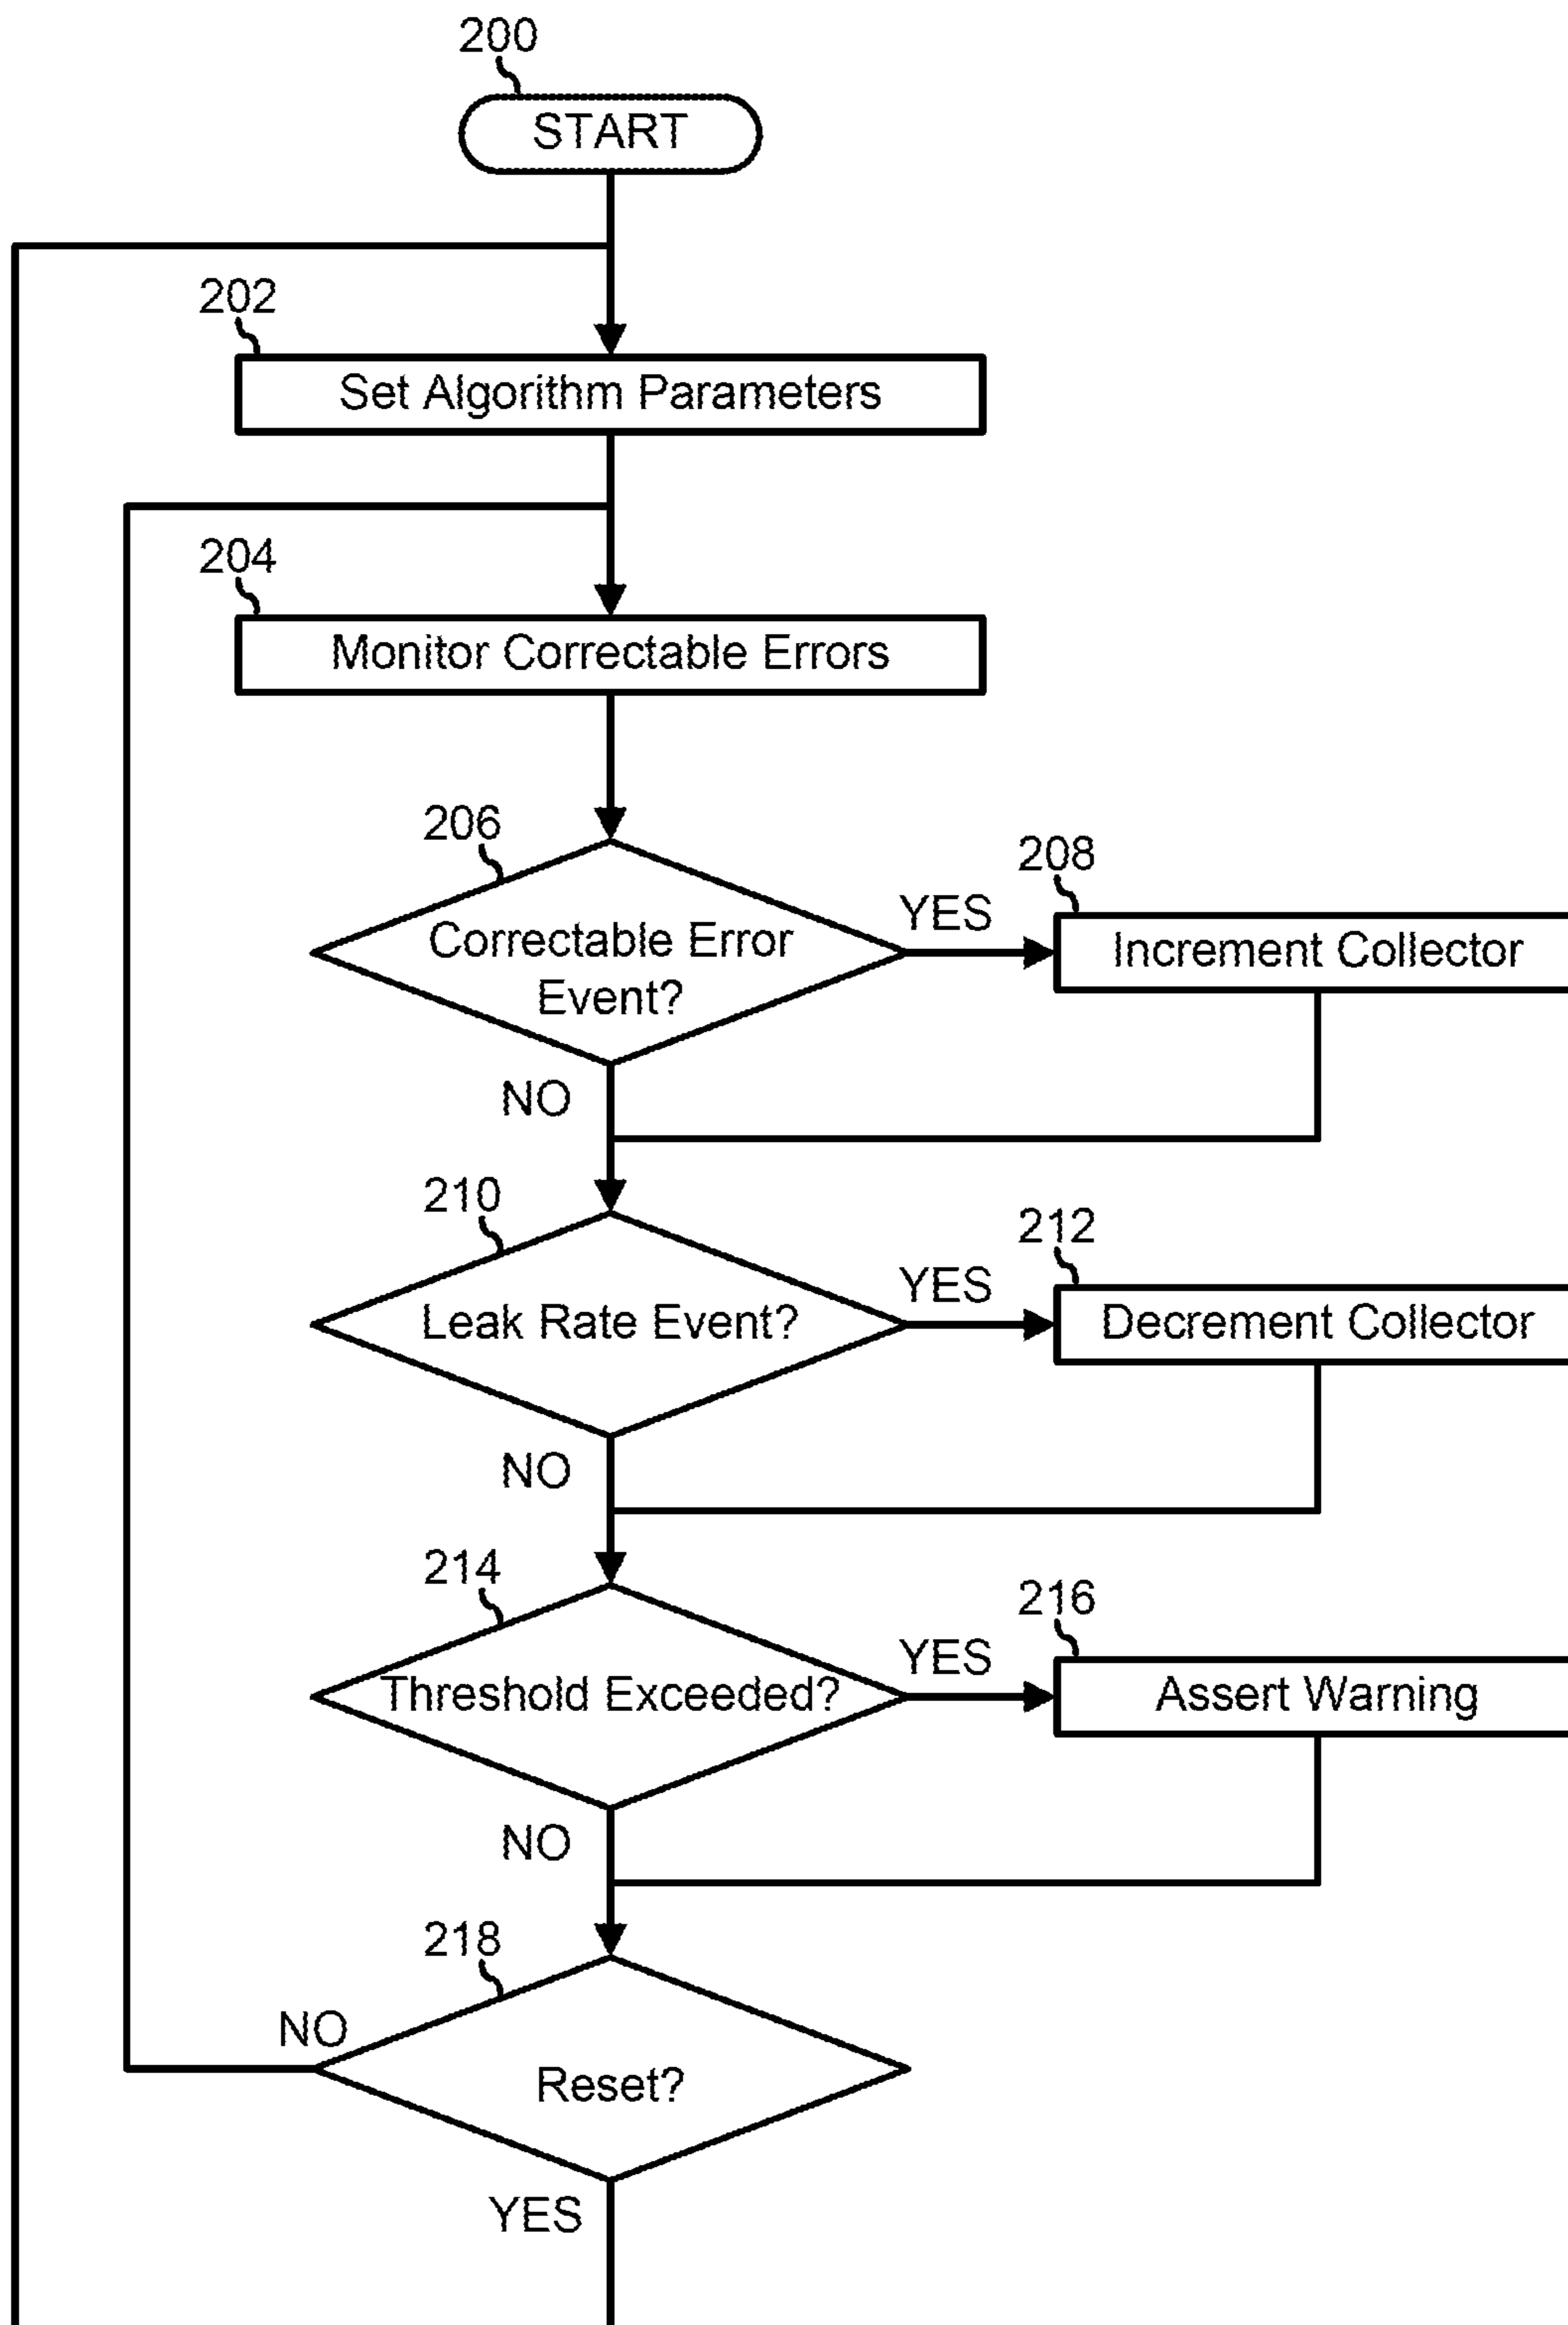 200
START
202
Set Algorithm Parameters
204
Monitor Correctable Errors
206
Correctable Error
Event?
YES
208
Increment Collector
NO
210
Leak Rate Event?
YES
212
Decrement Collector
NO
214
Threshold Exceeded?
YES
216
Assert Warning
NO
218
NO
Reset?
YES